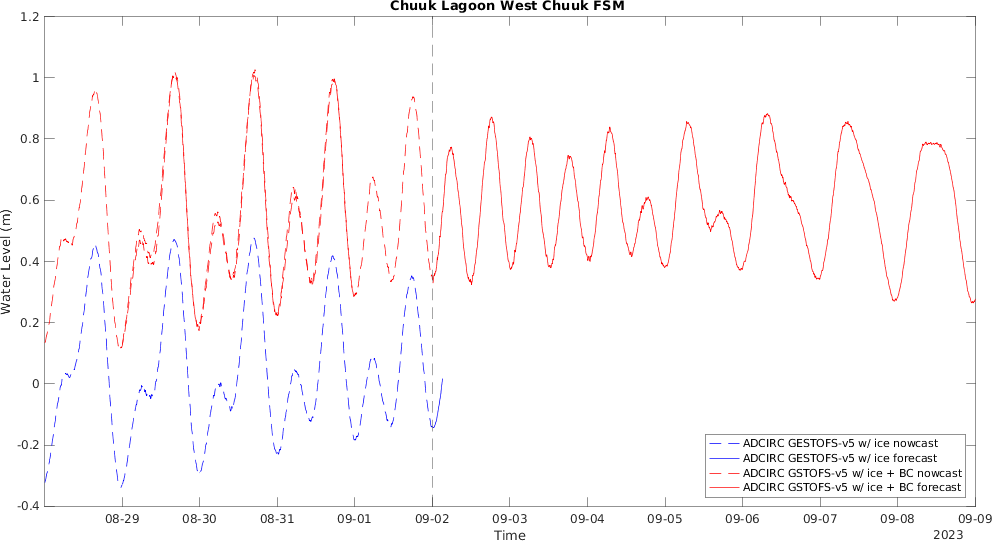 Chuuk Lagoon West Chuuk FSM
1.2
1
0.8
0.6
0.4
0.2
0
-0.2
-0.4
Water Level (m)
ADCIRC GESTOFS-v5 w/ ice nowcast
ADCIRC GESTOFS-v5 w/ ice forecast
ADCIRC GSTOFS-v5 w/ ice + BC nowcast
ADCIRC GSTOFS-v5 w/ ice + BC forecast
08-29 08-30 08-31 09-01 09-02 09-03 09-04 09-05 09-06 09-07 09-08 09-09
Time
2023